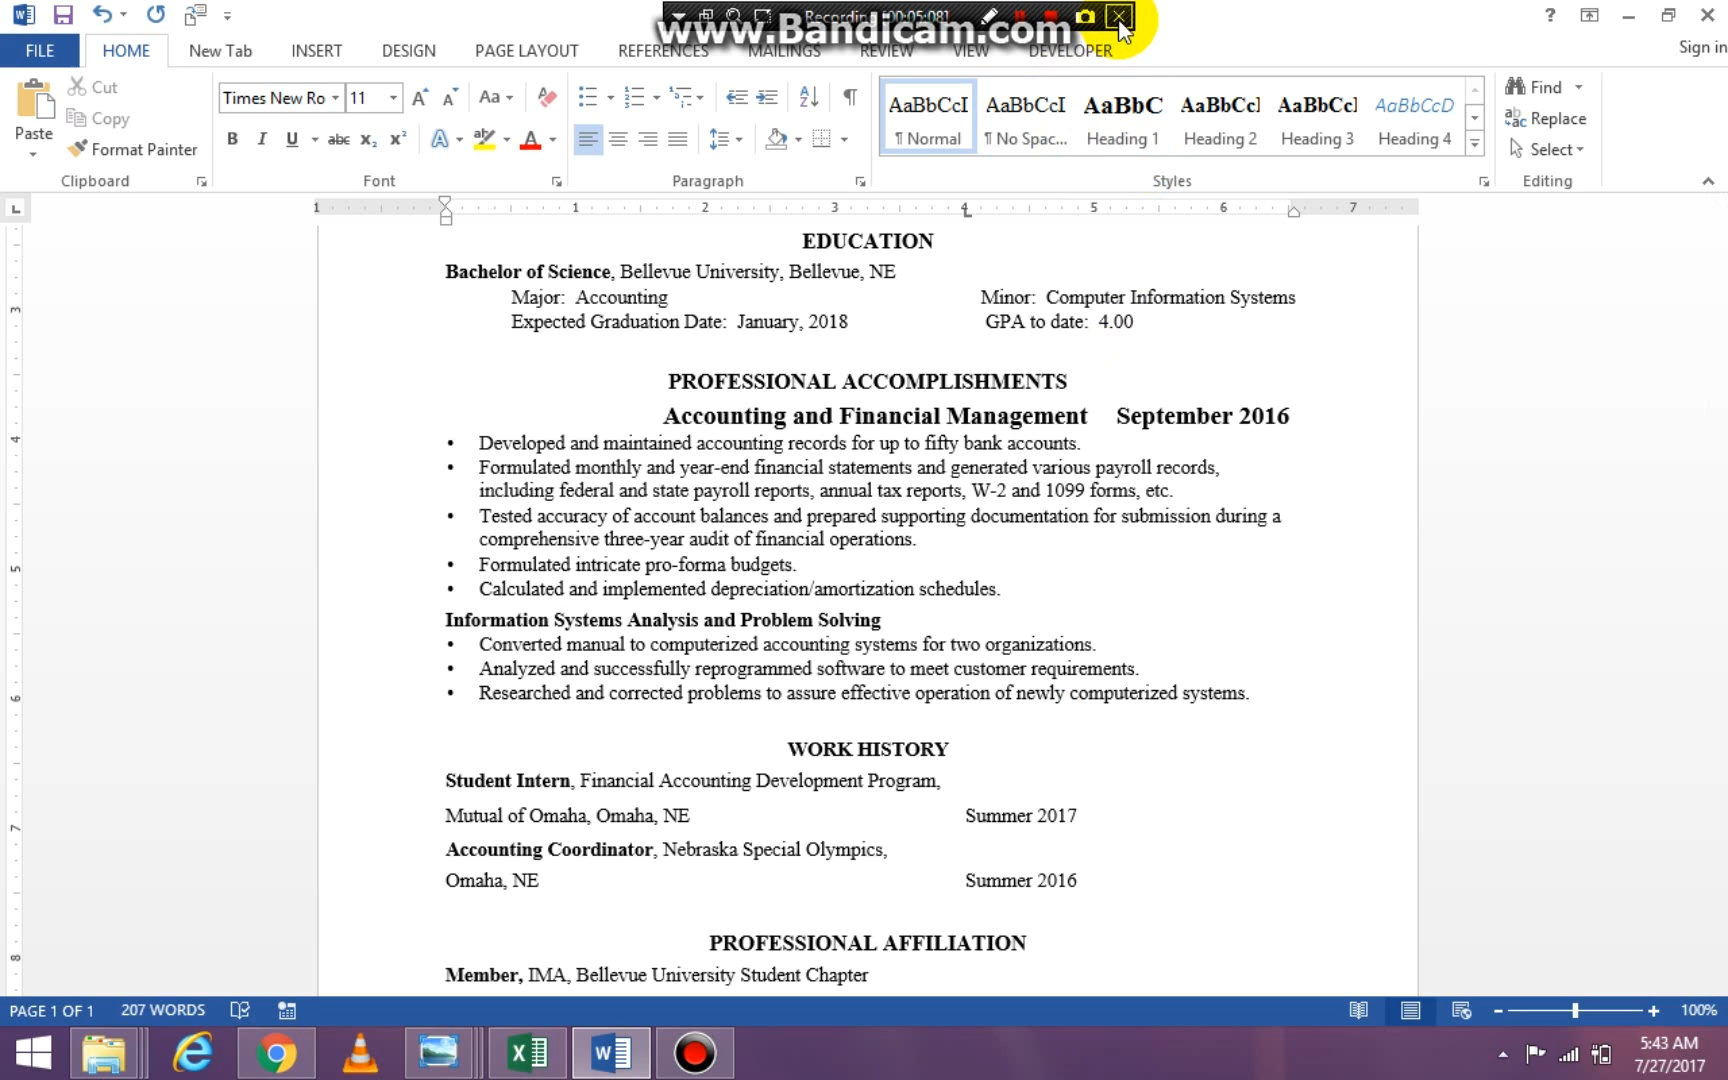 Recording [00:05:08]
www.Bandicam.com
FILE HOME New Tab INSERT DESIGN PAGE LAYOUT REFERENCES MAILINGS REVIEW VIEW DEVELOPER Sign in
Paste Cut Copy Format Painter
Times New Ro 11
AaBbCcI AaBbCcI AaBbC AaBbCcI AaBbCcI AaBbCcD
¶ Normal ¶ No Spac... Heading 1 Heading 2 Heading 3 Heading 4
Find
Replace
Select
Clipboard Font Paragraph Styles Editing
1 1 2 3 4 5 6 7
EDUCATION
Bachelor of Science, Bellevue University, Bellevue, NE
Major: Accounting Minor: Computer Information Systems
Expected Graduation Date: January, 2018 GPA to date: 4.00
PROFESSIONAL ACCOMPLISHMENTS
Accounting and Financial Management September 2016
• Developed and maintained accounting records for up to fifty bank accounts.
• Formulated monthly and year-end financial statements and generated various payroll records,
including federal and state payroll reports, annual tax reports, W-2 and 1099 forms, etc.
• Tested accuracy of account balances and prepared supporting documentation for submission during a
comprehensive three-year audit of financial operations.
• Formulated intricate pro-forma budgets.
• Calculated and implemented depreciation/amortization schedules.
Information Systems Analysis and Problem Solving
• Converted manual to computerized accounting systems for two organizations.
• Analyzed and successfully reprogrammed software to meet customer requirements.
• Researched and corrected problems to assure effective operation of newly computerized systems.
WORK HISTORY
Student Intern, Financial Accounting Development Program,
Mutual of Omaha, Omaha, NE Summer 2017
Accounting Coordinator, Nebraska Special Olympics,
Omaha, NE Summer 2016
PROFESSIONAL AFFILIATION
Member, IMA, Bellevue University Student Chapter
PAGE 1 OF 1 207 WORDS 100%
5:43 AM
7/27/2017